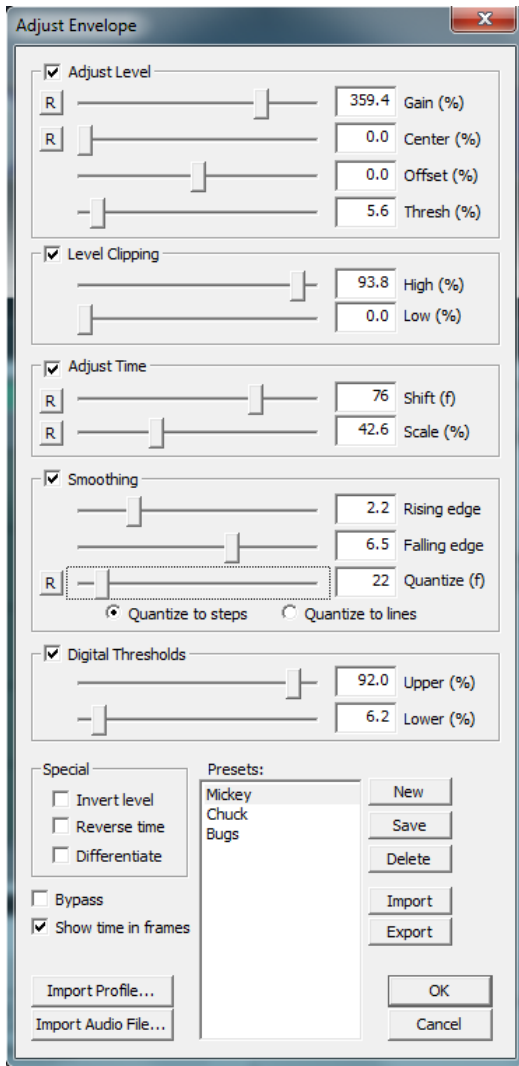 Adjust Envelope
Adjust Level
R 359.4 Gain (%)
R 0.0 Center (%)
0.0 Offset (%)
5.6 Thresh (%)
Level Clipping
93.8 High (%)
0.0 Low (%)
Adjust Time
R 76 Shift (f)
R 42.6 Scale (%)
Smoothing
2.2 Rising edge
6.5 Falling edge
R 22 Quantize (f)
Quantize to steps Quantize to lines
Digital Thresholds
92.0 Upper (%)
6.2 Lower (%)
Special
Invert level
Reverse time
Differentiate
Bypass
Show time in frames
Import Profile...
Import Audio File...
Presets:
Mickey
Chuck
Bugs
New
Save
Delete
Import
Export
OK
Cancel